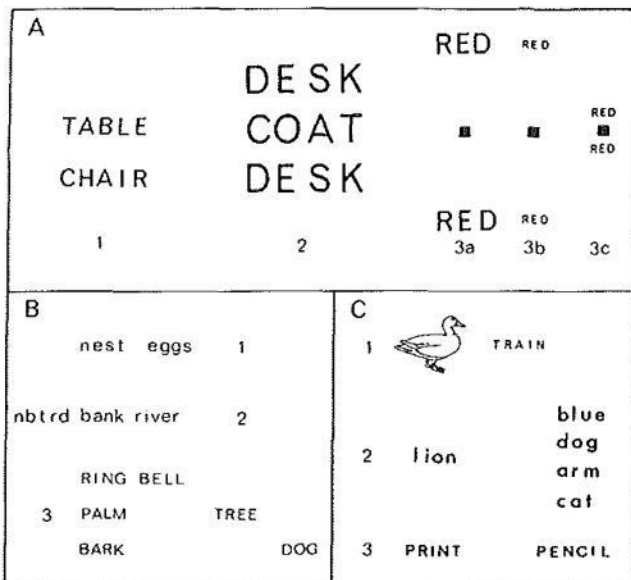 A
RED RED
DESK
TABLE COAT RED
RED
CHAIR DESK
RED RED
1 2 3a 3b 3c
B
nest eggs 1
nbtrd bank river 2
RING BELL
3 PALM TREE
BARK DOG
C
1 TRAIN
blue
dog
2 lion
arm
cat
3 PRINT PENCIL